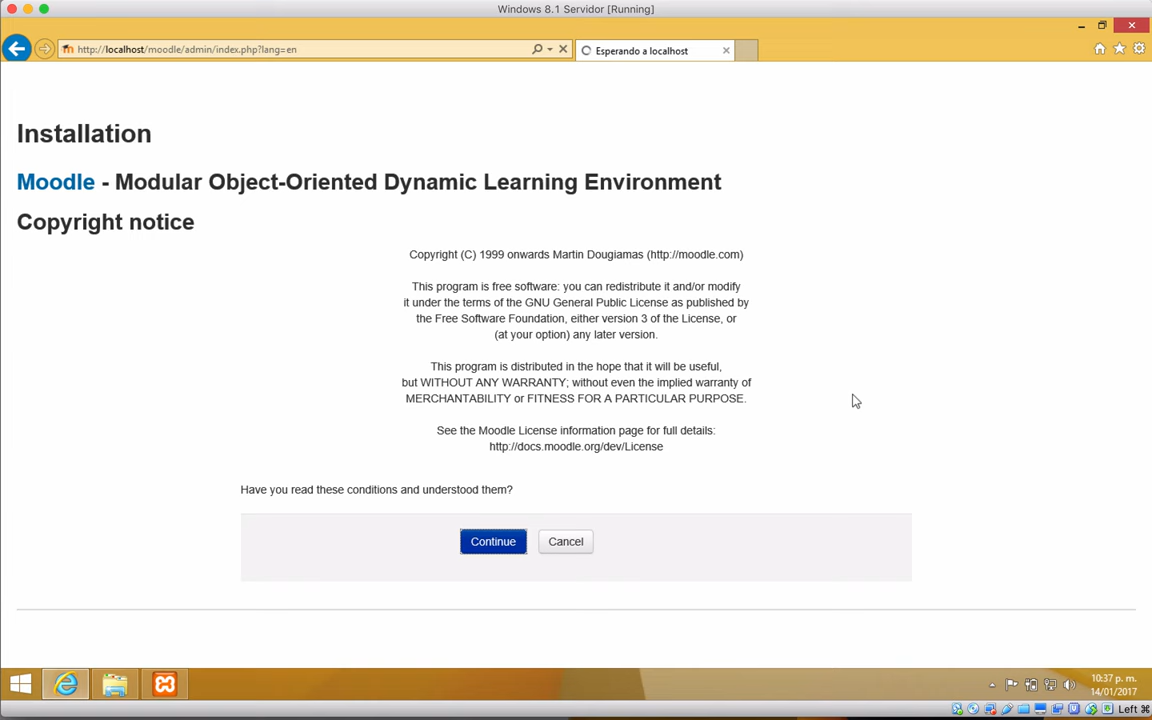 Windows 8.1 Servidor [Running]
http://localhost/moodle/admin/index.php?lang=en
Esperando a localhost
Installation
Moodle - Modular Object-Oriented Dynamic Learning Environment
Copyright notice
Copyright (C) 1999 onwards Martin Dougiamas (http://moodle.com)
This program is free software: you can redistribute it and/or modify
it under the terms of the GNU General Public License as published by
the Free Software Foundation, either version 3 of the License, or
(at your option) any later version.
This program is distributed in the hope that it will be useful,
but WITHOUT ANY WARRANTY; without even the implied warranty of
MERCHANTABILITY or FITNESS FOR A PARTICULAR PURPOSE.
See the Moodle License information page for full details:
http://docs.moodle.org/dev/License
Have you read these conditions and understood them?
Continue
Cancel
10:37 p. m.
14/01/2017
Left ⌘